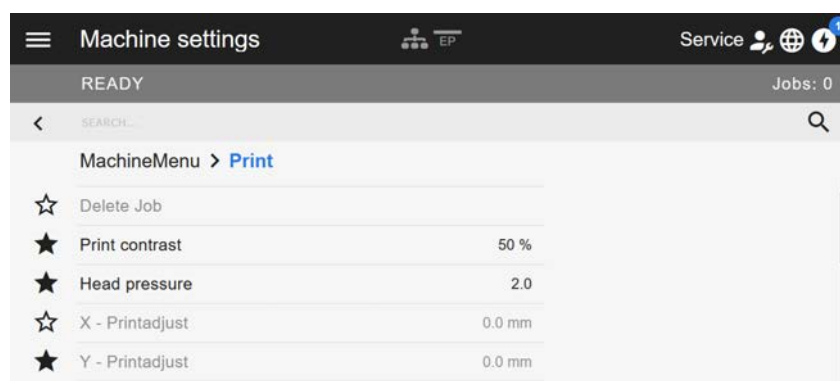 Machine settings EP Service 1
READY Jobs: 0
SEARCH...
MachineMenu > Print
Delete Job
Print contrast 50 %
Head pressure 2.0
X - Printadjust 0.0 mm
Y - Printadjust 0.0 mm